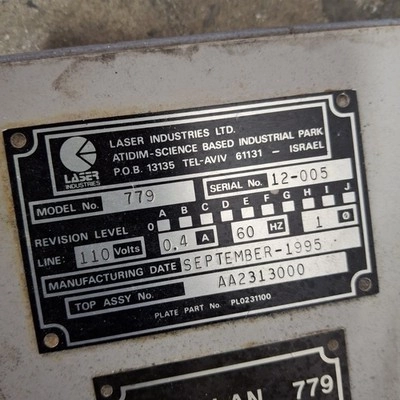 LASER INDUSTRIES LTD.
ATIDIM-SCIENCE BASED INDUSTRIAL PARK
P.O.B. 13135 TEL-AVIV 61131 - ISRAEL
LASER
INDUSTRIES
MODEL No. 779 SERIAL No. 12-005
A B C D E F G H I J
REVISION LEVEL 0
LINE: 110 Volts 0.4 A 60 HZ 1 Ø
MANUFACTURING DATE SEPTEMBER-1995
TOP ASSY No. AA2313000
PLATE PART No. PL0231100
LAN 779